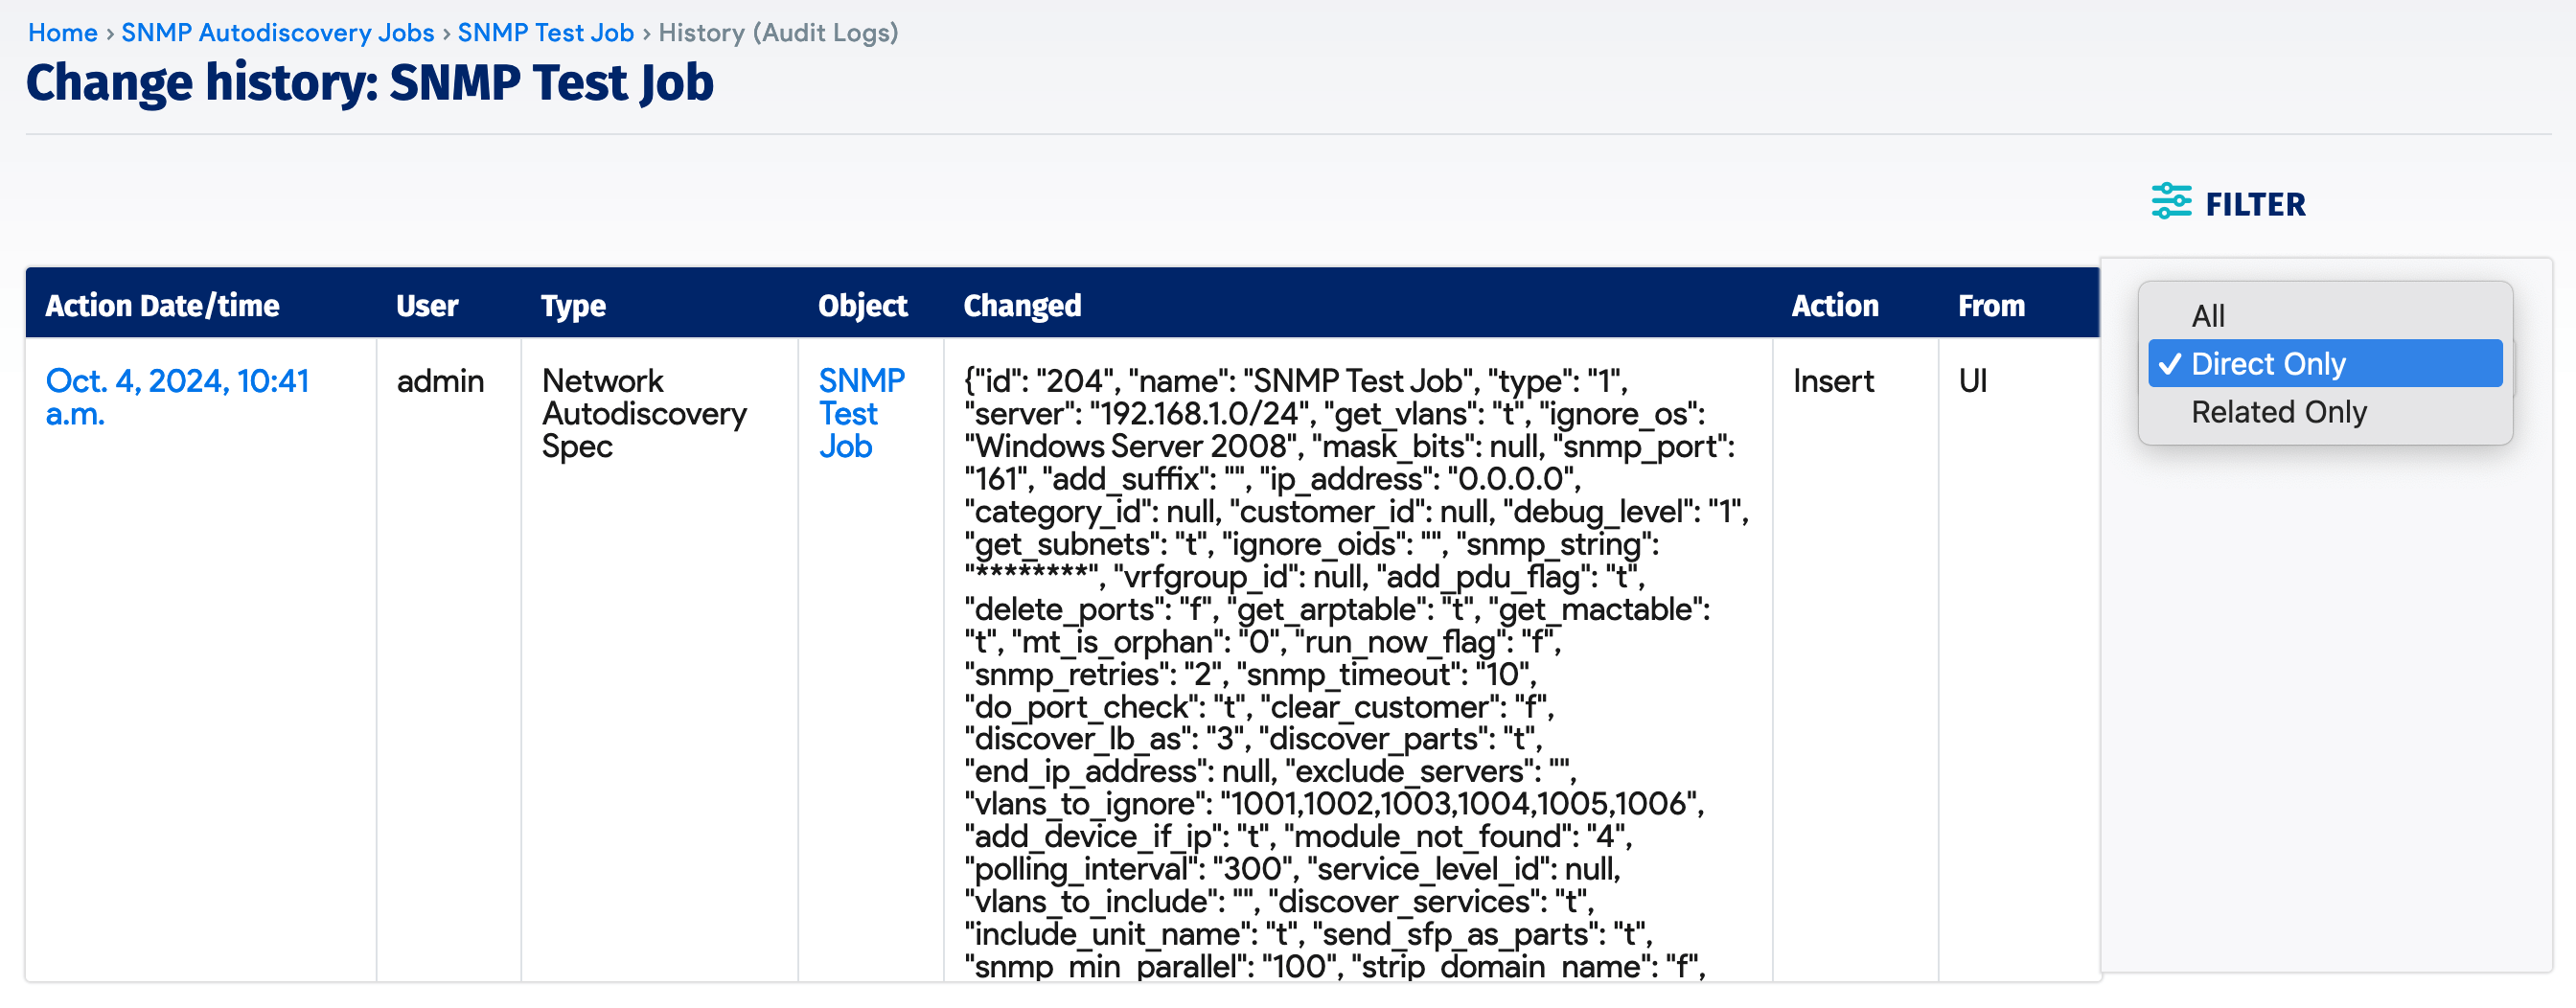 Home › SNMP Autodiscovery Jobs › SNMP Test Job › History (Audit Logs)
Change history: SNMP Test Job
FILTER
Action Date/time User Type Object Changed Action From
Oct. 4, 2024, 10:41
a.m.
admin
Network
Autodiscovery
Spec
SNMP
Test
Job
{"id": "204", "name": "SNMP Test Job", "type": "1",
"server": "192.168.1.0/24", "get_vlans": "t", "ignore_os":
"Windows Server 2008", "mask_bits": null, "snmp_port":
"161", "add_suffix": "", "ip_address": "0.0.0.0",
"category_id": null, "customer_id": null, "debug_level": "1",
"get_subnets": "t", "ignore_oids": "", "snmp_string":
"********", "vrfgroup_id": null, "add_pdu_flag": "t",
"delete_ports": "f", "get_arptable": "t", "get_mactable":
"t", "mt_is_orphan": "0", "run_now_flag": "f",
"snmp_retries": "2", "snmp_timeout": "10",
"do_port_check": "t", "clear_customer": "f",
"discover_lb_as": "3", "discover_parts": "t",
"end_ip_address": null, "exclude_servers": "",
"vlans_to_ignore": "1001,1002,1003,1004,1005,1006",
"add_device_if_ip": "t", "module_not_found": "4",
"polling_interval": "300", "service_level_id": null,
"vlans_to_include": "", "discover_services": "t",
"include_unit_name": "t", "send_sfp_as_parts": "t",
"snmp_min_parallel": "100", "strip_domain_name": "f",
Insert
UI
All
✓ Direct Only
Related Only